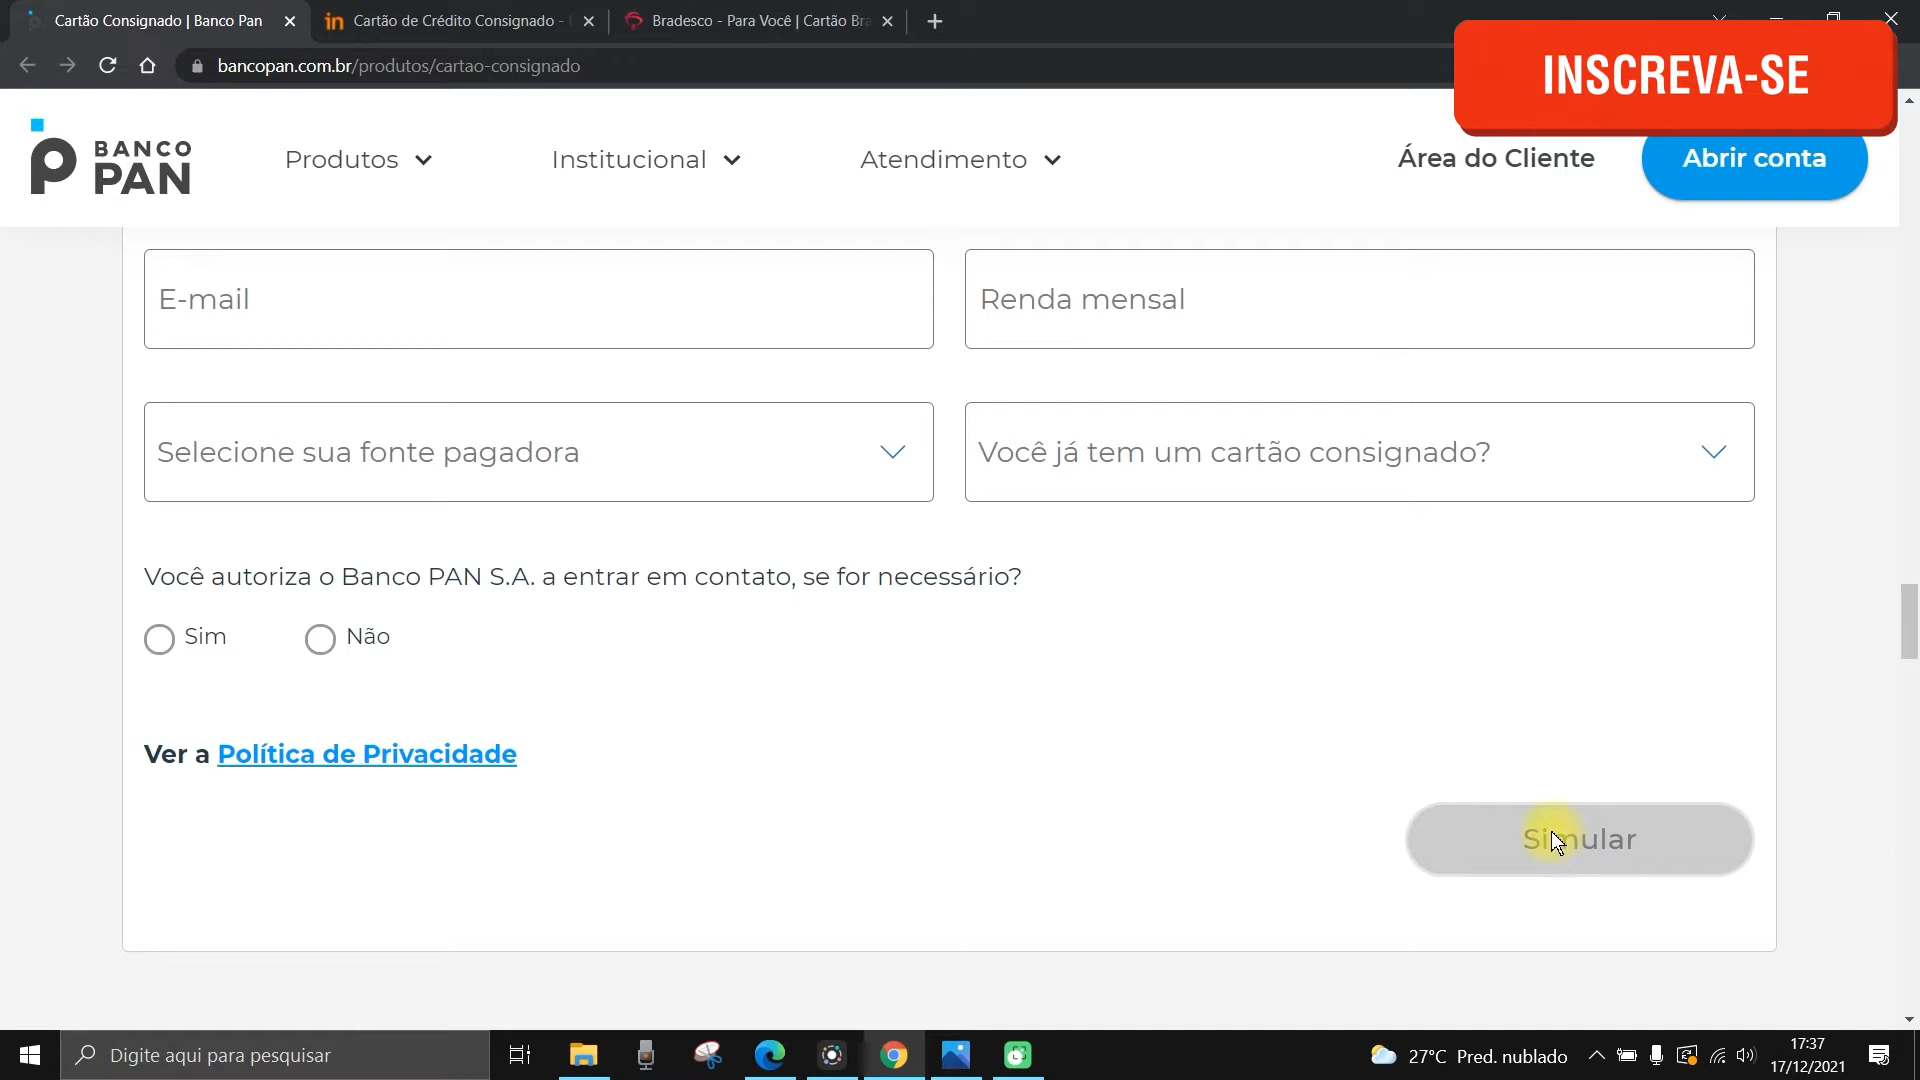 Cartão Consignado | Banco Pan
Cartão de Crédito Consignado -
Bradesco - Para Você | Cartão Bra
bancopan.com.br/produtos/cartao-consignado
INSCREVA-SE
BANCO
PAN
Produtos
Institucional
Atendimento
Área do Cliente
Abrir conta
E-mail
Renda mensal
Selecione sua fonte pagadora
Você já tem um cartão consignado?
Você autoriza o Banco PAN S.A. a entrar em contato, se for necessário?
Sim
Não
Ver a Política de Privacidade
Simular
Digite aqui para pesquisar
27°C Pred. nublado
17:37
17/12/2021